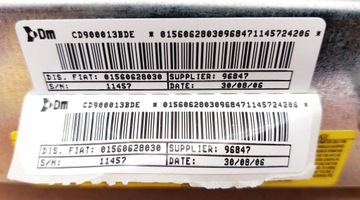 Dm CD900013BDE * 01560628030968471145724206 *
DIS. FIAT: 01560628030 SUPPLIER: 96847
S/N: 11457 DATE: 30/08/06
Dm CD900013BDE * 01560628030968471145724206 *
DIS. FIAT: 01560628030 SUPPLIER: 96847
S/N: 11457 DATE: 30/08/06